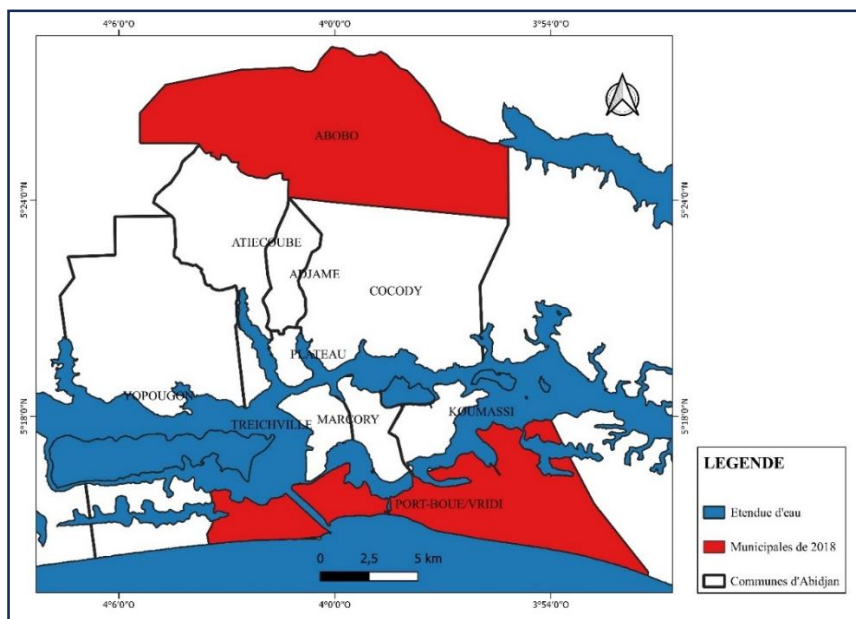 4°6'0"O 4°0'0"O 3°54'0"O
ABOBO
5°24'0"N 5°24'0"N
ATIECOUBE
ADJAME
COCODY
PLATEAU
YOPOUGON
5°18'0"N 5°18'0"N
TREICHVILLE MARCORY KOUMASSI
PORT-BOUE/VRIDI
0 2,5 5 km
4°6'0"O 4°0'0"O 3°54'0"O
LEGENDE
Etendue d'eau
Municipales de 2018
Communes d'Abidjan